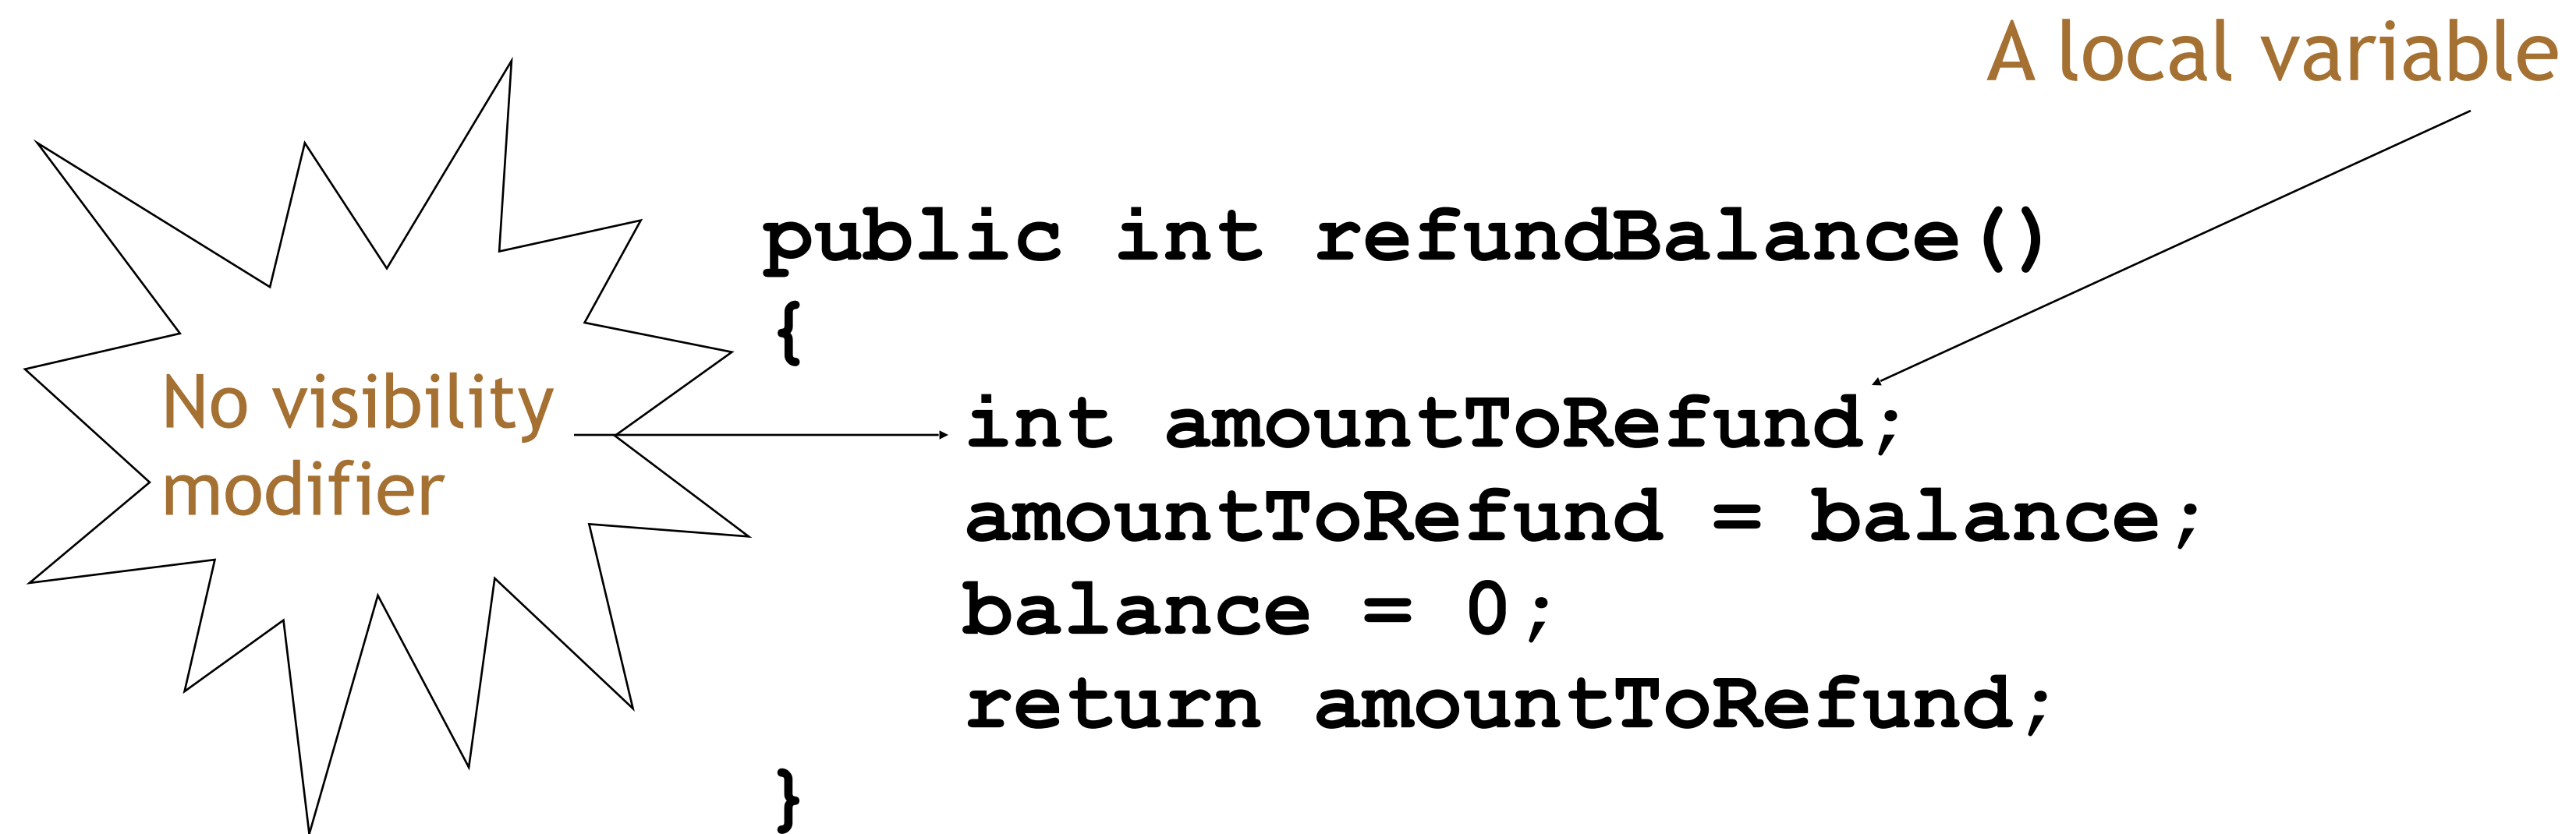 A local variable
No visibility
modifier
public int refundBalance()
{
int amountToRefund;
amountToRefund = balance;
balance = 0;
return amountToRefund;
}